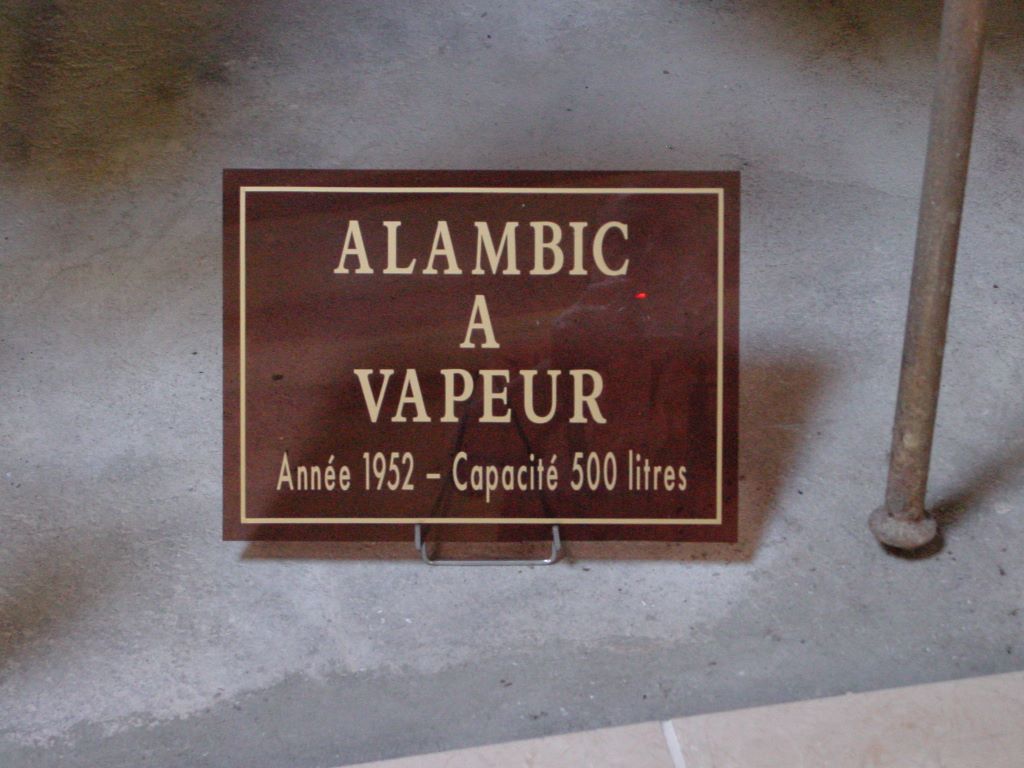 ALAMBIC
A
VAPEUR
Année 1952 – Capacité 500 litres